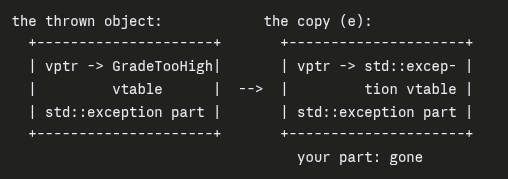 the thrown object:            the copy (e):
  +---------------------+       +---------------------+
  | vptr -> GradeTooHigh|       | vptr -> std::excep- |
  |         vtable      |  -->  |         tion vtable |
  | std::exception part |       | std::exception part |
  +---------------------+       +---------------------+
                                  your part: gone